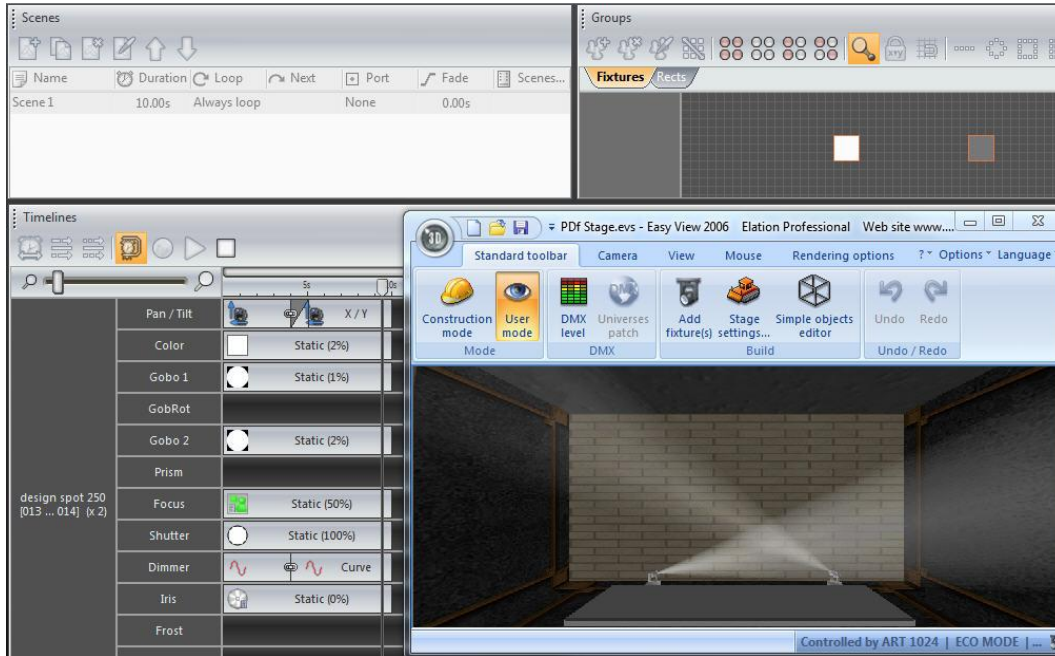 Scenes
Name Duration Loop Next Port Fade Scenes...
Scene 1 10.00s Always loop None 0.00s
Groups
xy
Fixtures Rects
Timelines
5s 10s
design spot 250
[013 ... 014] (x 2)
Pan / Tilt X / Y
Color Static (2%)
Gobo 1 Static (1%)
GobRot
Gobo 2 Static (2%)
Prism
Focus Static (50%)
Shutter Static (100%)
Dimmer Curve
Iris Static (0%)
Frost
3D
PDf Stage.evs - Easy View 2006 Elation Professional Web site www....
Standard toolbar Camera View Mouse Rendering options ? Options Language
Construction mode User mode DMX level Universes patch Add fixture(s) Stage settings... Simple objects editor Undo Redo
Mode DMX Build Undo / Redo
Controlled by ART 1024 | ECO MODE | ...